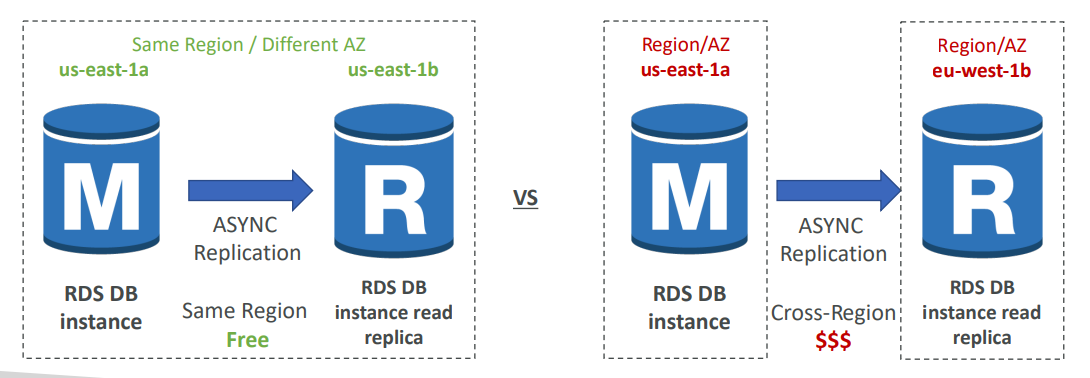 Same Region / Different AZ
us-east-1a
us-east-1b
M
R
ASYNC
Replication
RDS DB
instance
Same Region
Free
RDS DB
instance read
replica
VS
Region/AZ
us-east-1a
Region/AZ
eu-west-1b
M
R
ASYNC
Replication
RDS DB
instance
Cross-Region
$$$
RDS DB
instance read
replica